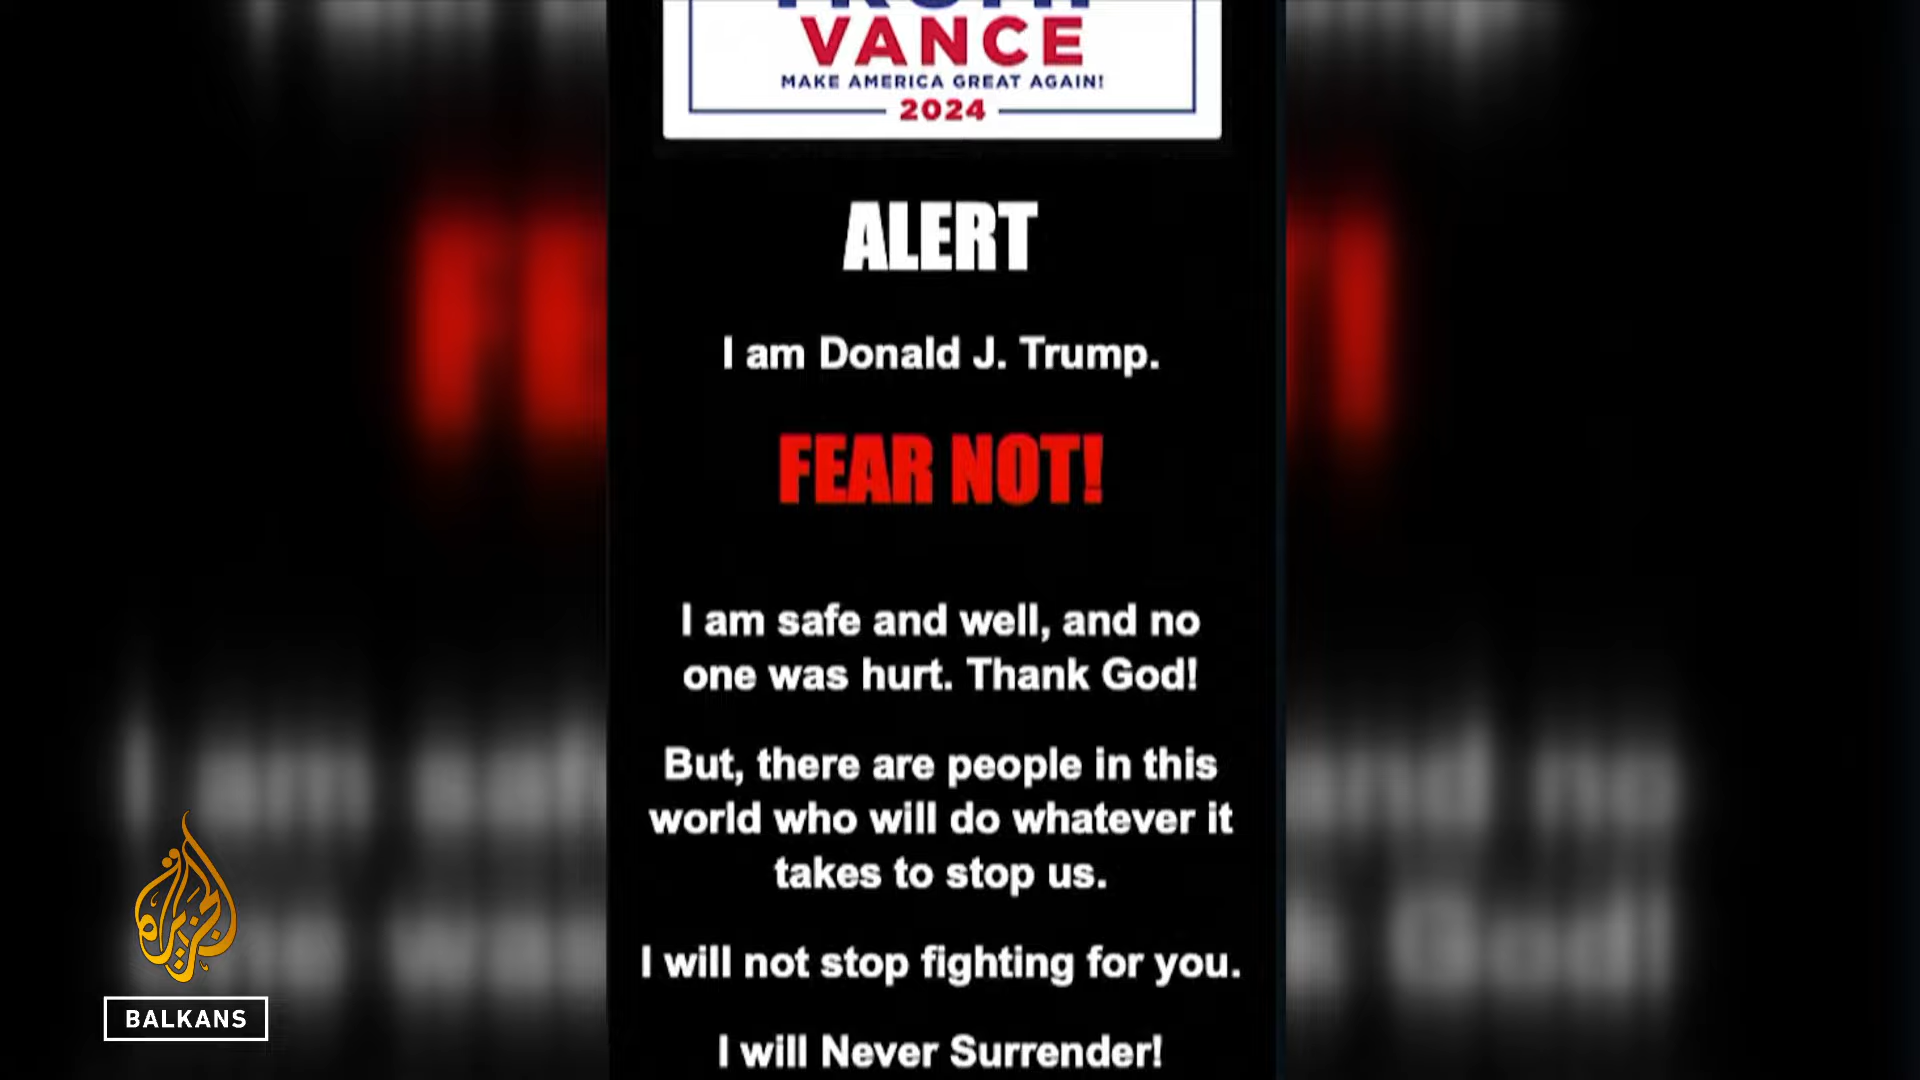 VANCE
MAKE AMERICA GREAT AGAIN!
2024
ALERT
I am Donald J. Trump.
FEAR NOT!
I am safe and well, and no
one was hurt. Thank God!
But, there are people in this
world who will do whatever it
takes to stop us.
I will not stop fighting for you.
I will Never Surrender!
الجزيرة
BALKANS